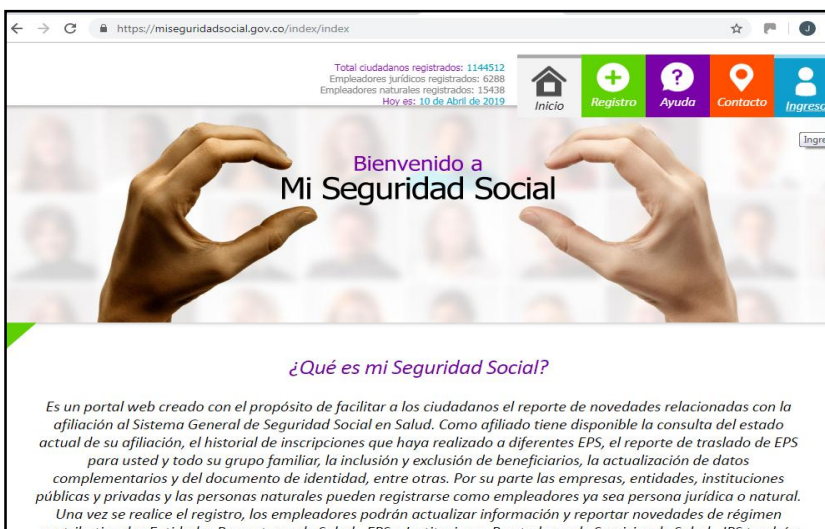 https://miseguridadsocial.gov.co/index/index
J
Total ciudadanos registrados: 1144512
Empleadores jurídicos registrados: 6288
Empleadores naturales registrados: 15438
Hoy es: 10 de Abril de 2019
Inicio
Registro
Ayuda
Contacto
Ingreso
Ingre
Bienvenido a
Mi Seguridad Social
¿Qué es mi Seguridad Social?
Es un portal web creado con el propósito de facilitar a los ciudadanos el reporte de novedades relacionadas con la
afiliación al Sistema General de Seguridad Social en Salud. Como afiliado tiene disponible la consulta del estado
actual de su afiliación, el historial de inscripciones que haya realizado a diferentes EPS, el reporte de traslado de EPS
para usted y todo su grupo familiar, la inclusión y exclusión de beneficiarios, la actualización de datos
complementarios y del documento de identidad, entre otras. Por su parte las empresas, entidades, instituciones
públicas y privadas y las personas naturales pueden registrarse como empleadores ya sea persona jurídica o natural.
Una vez se realice el registro, los empleadores podrán actualizar información y reportar novedades de régimen